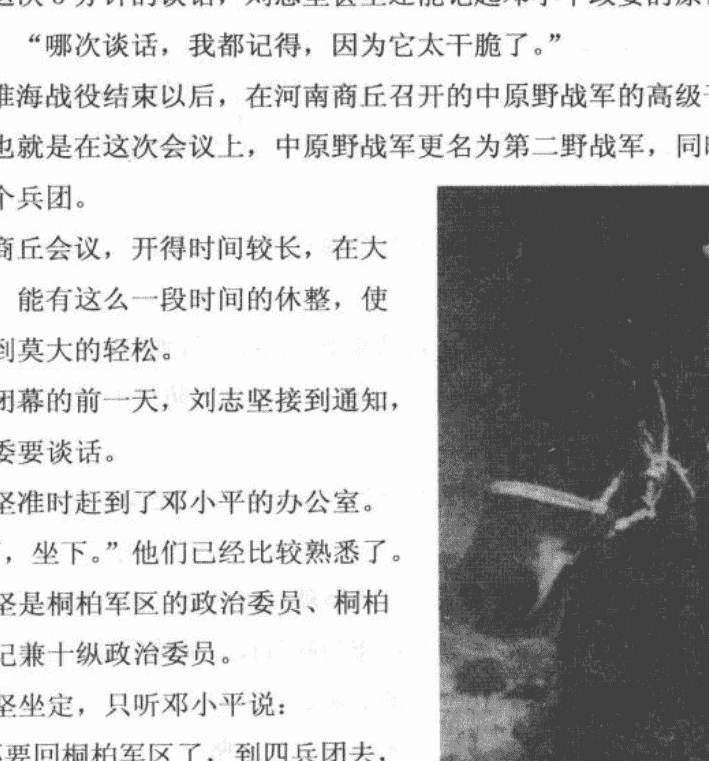 分钟的谈话，刘志坚甚至还能记起邓小平政委的原
“哪次谈话，我都记得，因为它太干脆了。”
淮海战役结束以后，在河南商丘召开的中原野战军的高级干
也就是在这次会议上，中原野战军更名为第二野战军，同时
个兵团。
商丘会议，开得时间较长，在大
能有这么一段时间的休整，使
到莫大的轻松。
闭幕的前一天，刘志坚接到通知，
委要谈话。
坚准时赶到了邓小平的办公室。
，坐下。”他们已经比较熟悉了。
坚是桐柏军区的政治委员、桐柏
记兼十纵政治委员。
坚坐定，只听邓小平说：
要回桐柏军区了，到四兵团去，